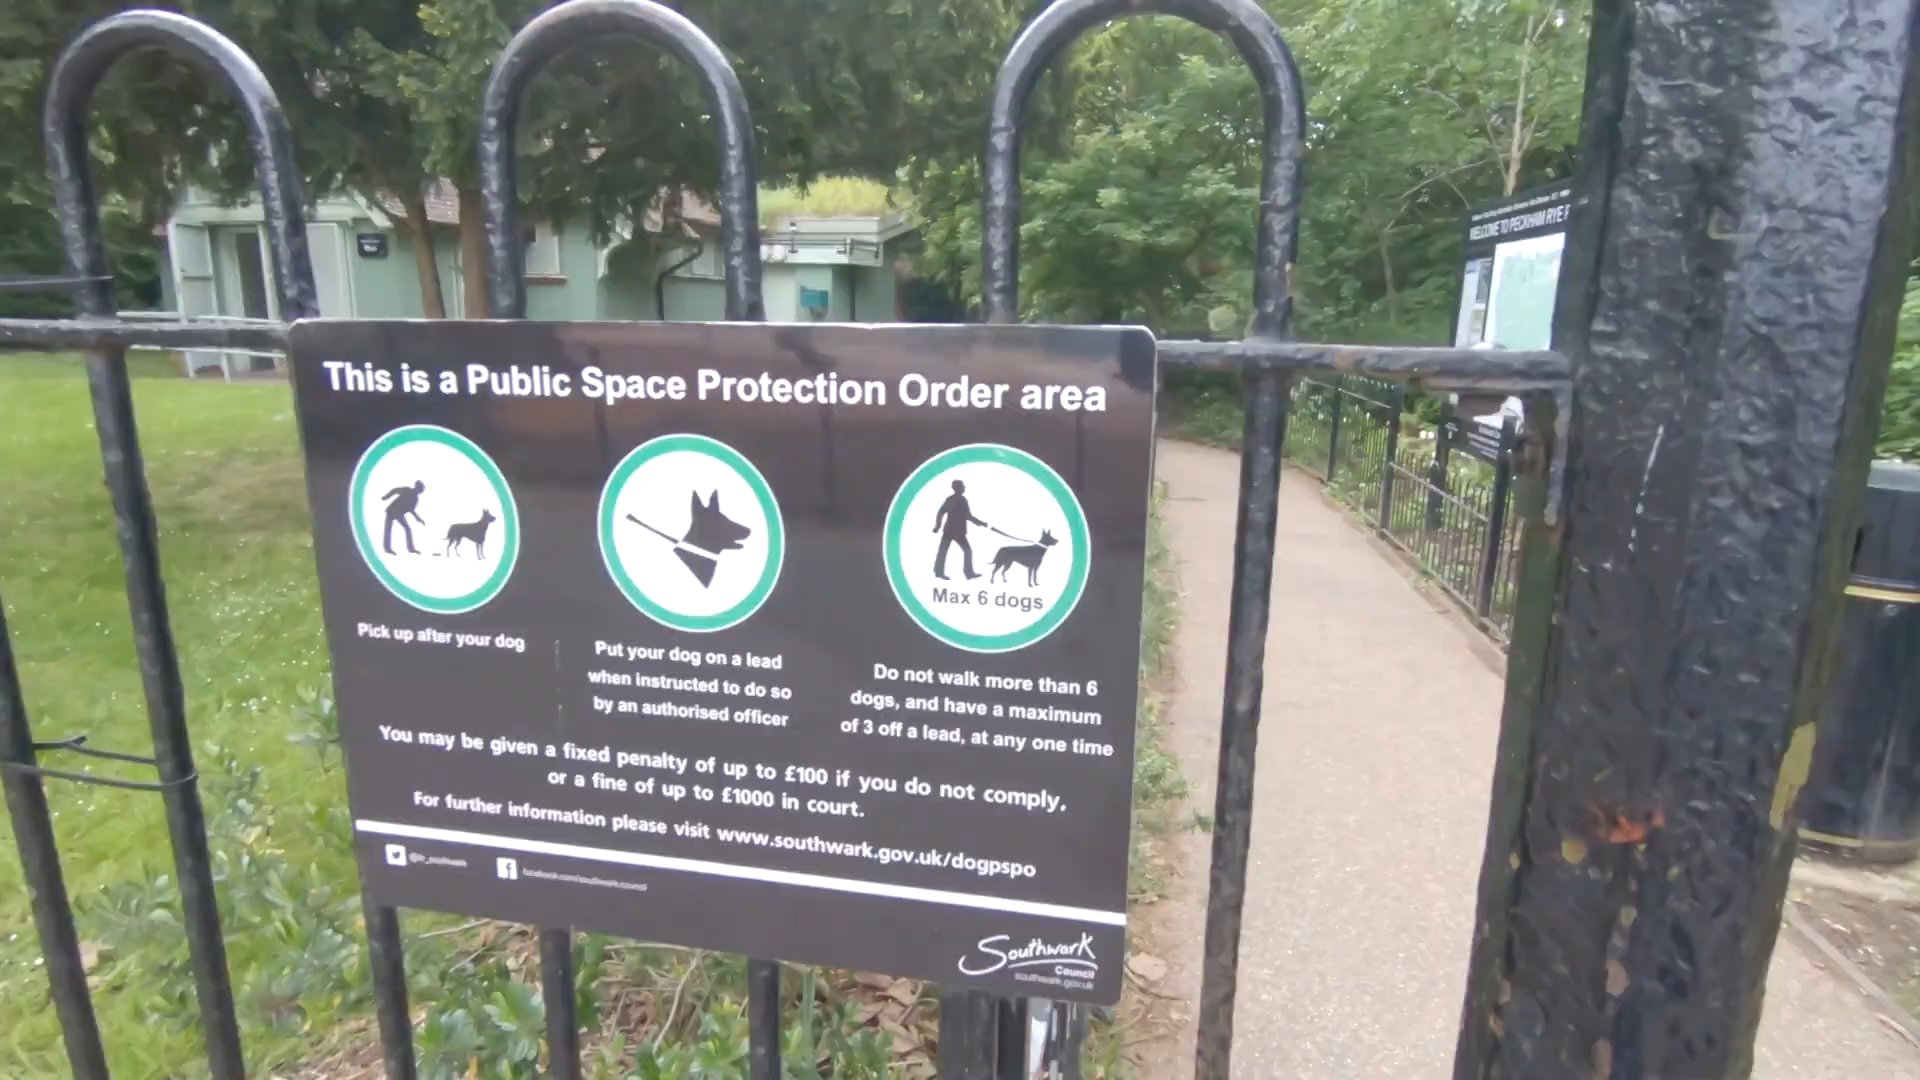 WELCOME TO PECKHAM RYE P
This is a Public Space Protection Order area
Max 6 dogs
Pick up after your dog
Put your dog on a lead
when instructed to do so
by an authorised officer
Do not walk more than 6
dogs, and have a maximum
of 3 off a lead, at any one time
You may be given a fixed penalty of up to £100 if you do not comply,
or a fine of up to £1000 in court.
For further information please visit www.southwark.gov.uk/dogpspo
Southwark
Council
southwark.gov.uk